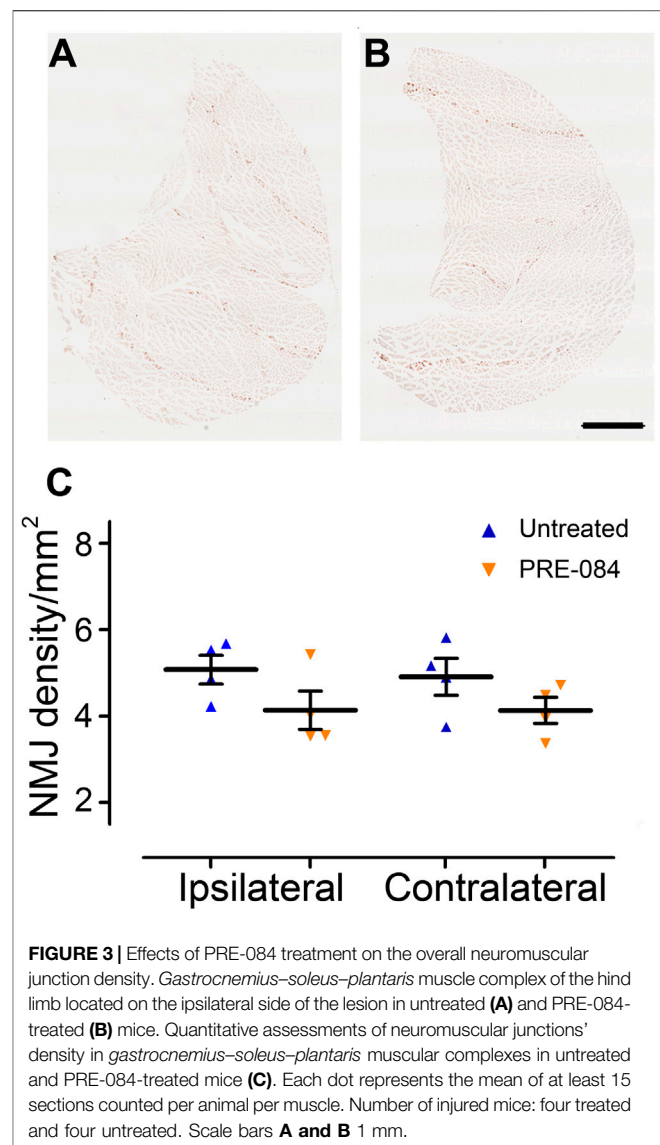 A
B
C
NMJ density/mm²
8
6
4
2
Untreated
PRE-084
Ipsilateral
Contralateral
FIGURE 3 | Effects of PRE-084 treatment on the overall neuromuscular
junction density. Gastrocnemius–soleus–plantaris muscle complex of the hind
limb located on the ipsilateral side of the lesion in untreated (A) and PRE-084-
treated (B) mice. Quantitative assessments of neuromuscular junctions’
density in gastrocnemius–soleus–plantaris muscular complexes in untreated
and PRE-084-treated mice (C). Each dot represents the mean of at least 15
sections counted per animal per muscle. Number of injured mice: four treated
and four untreated. Scale bars A and B 1 mm.